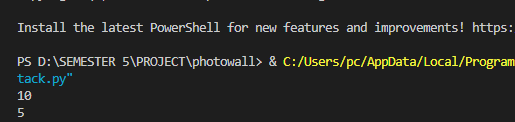 Install the latest PowerShell for new features and improvements! https:
PS D:\SEMESTER 5\PROJECT\photowall> & C:/Users/pc/AppData/Local/Program
tack.py"
10
5